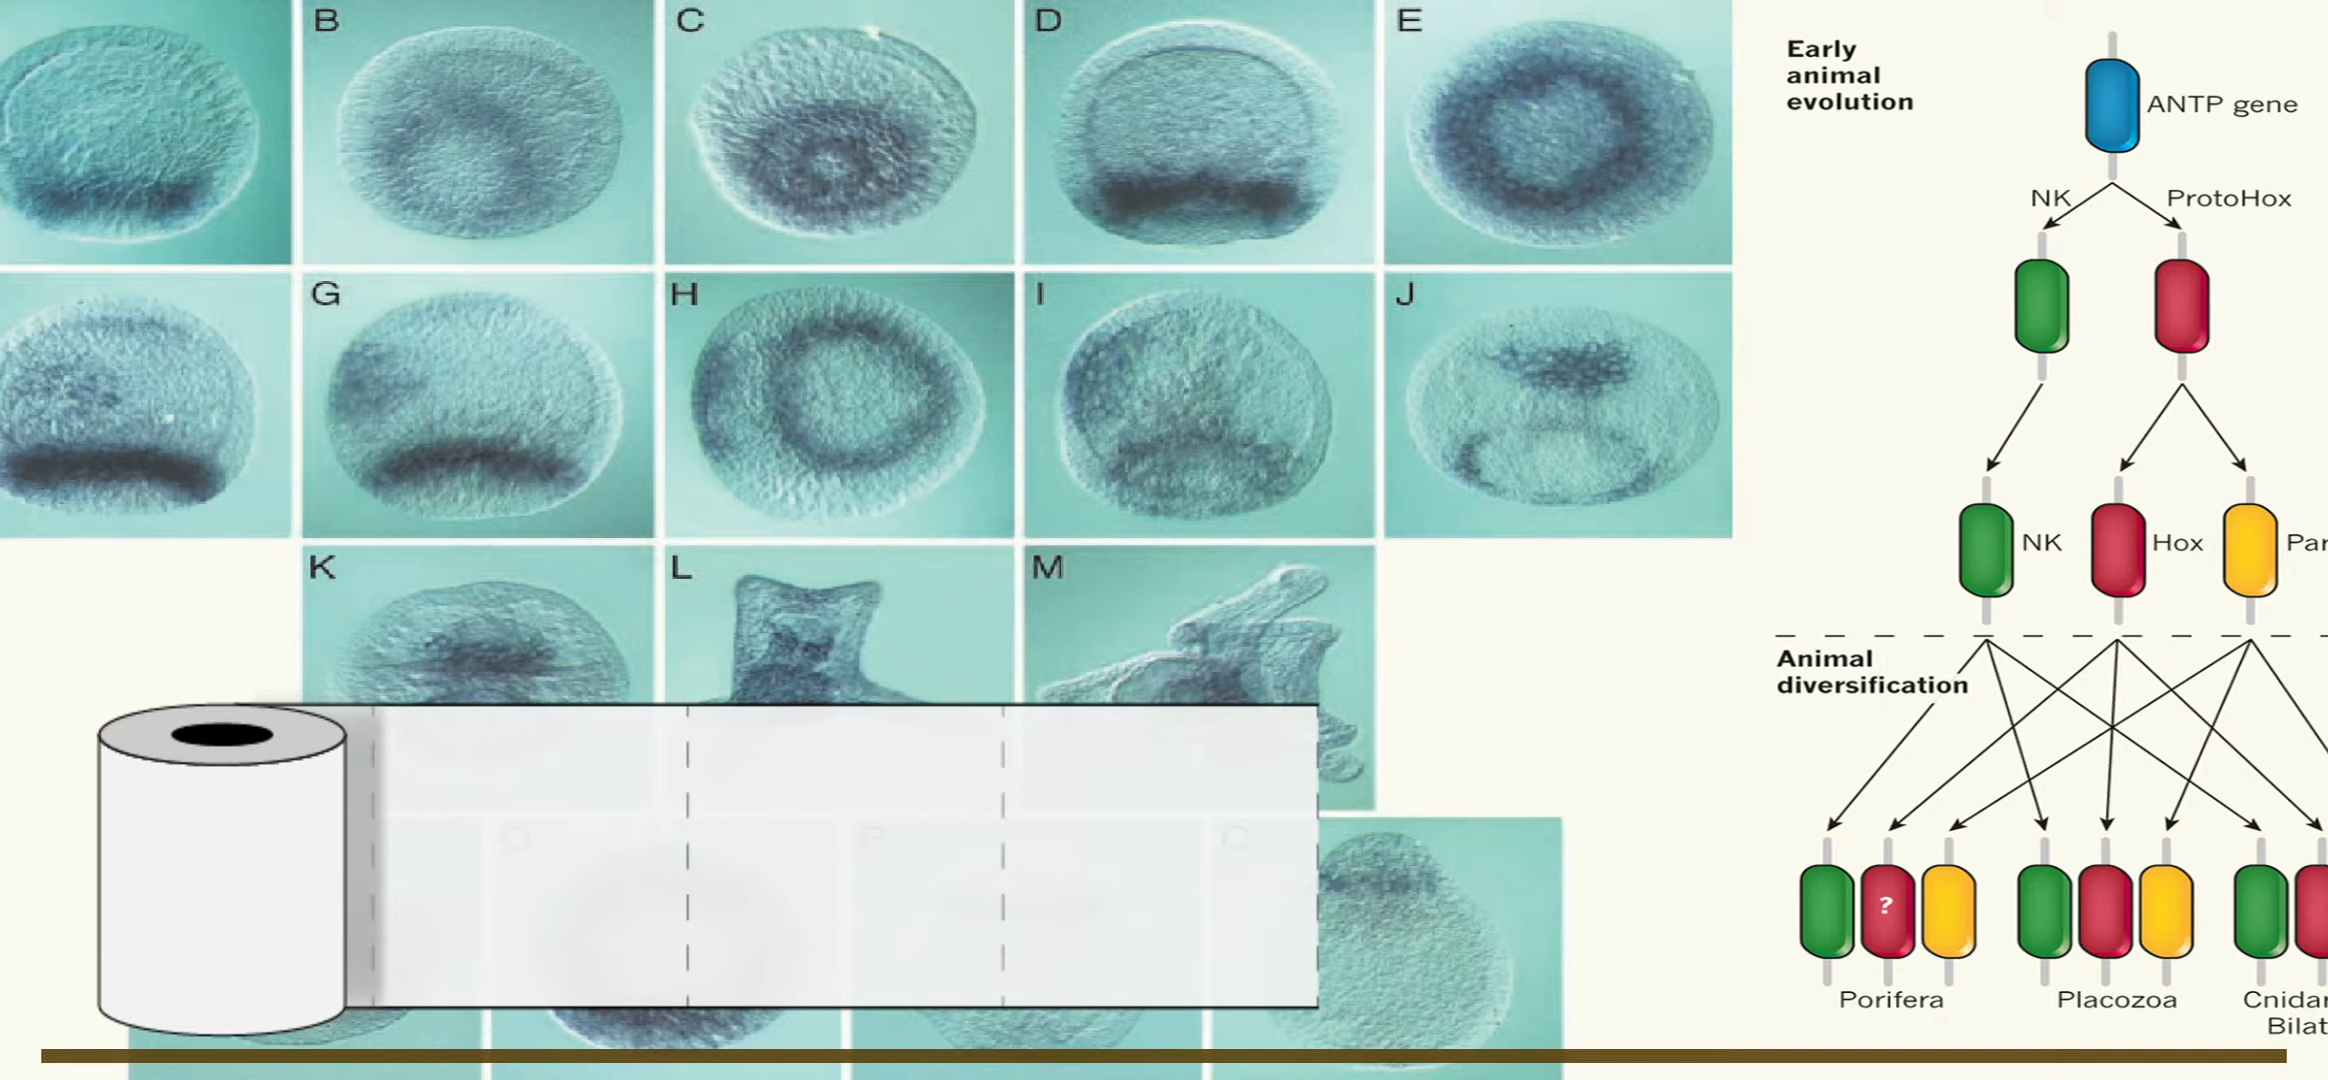 B
C
D
E
G
H
I
J
K
L
M
Early
animal
evolution
ANTP gene
NK
ProtoHox
NK
Hox
Par
Animal
diversification
?
Porifera
Placozoa
Cnidar
Bilat